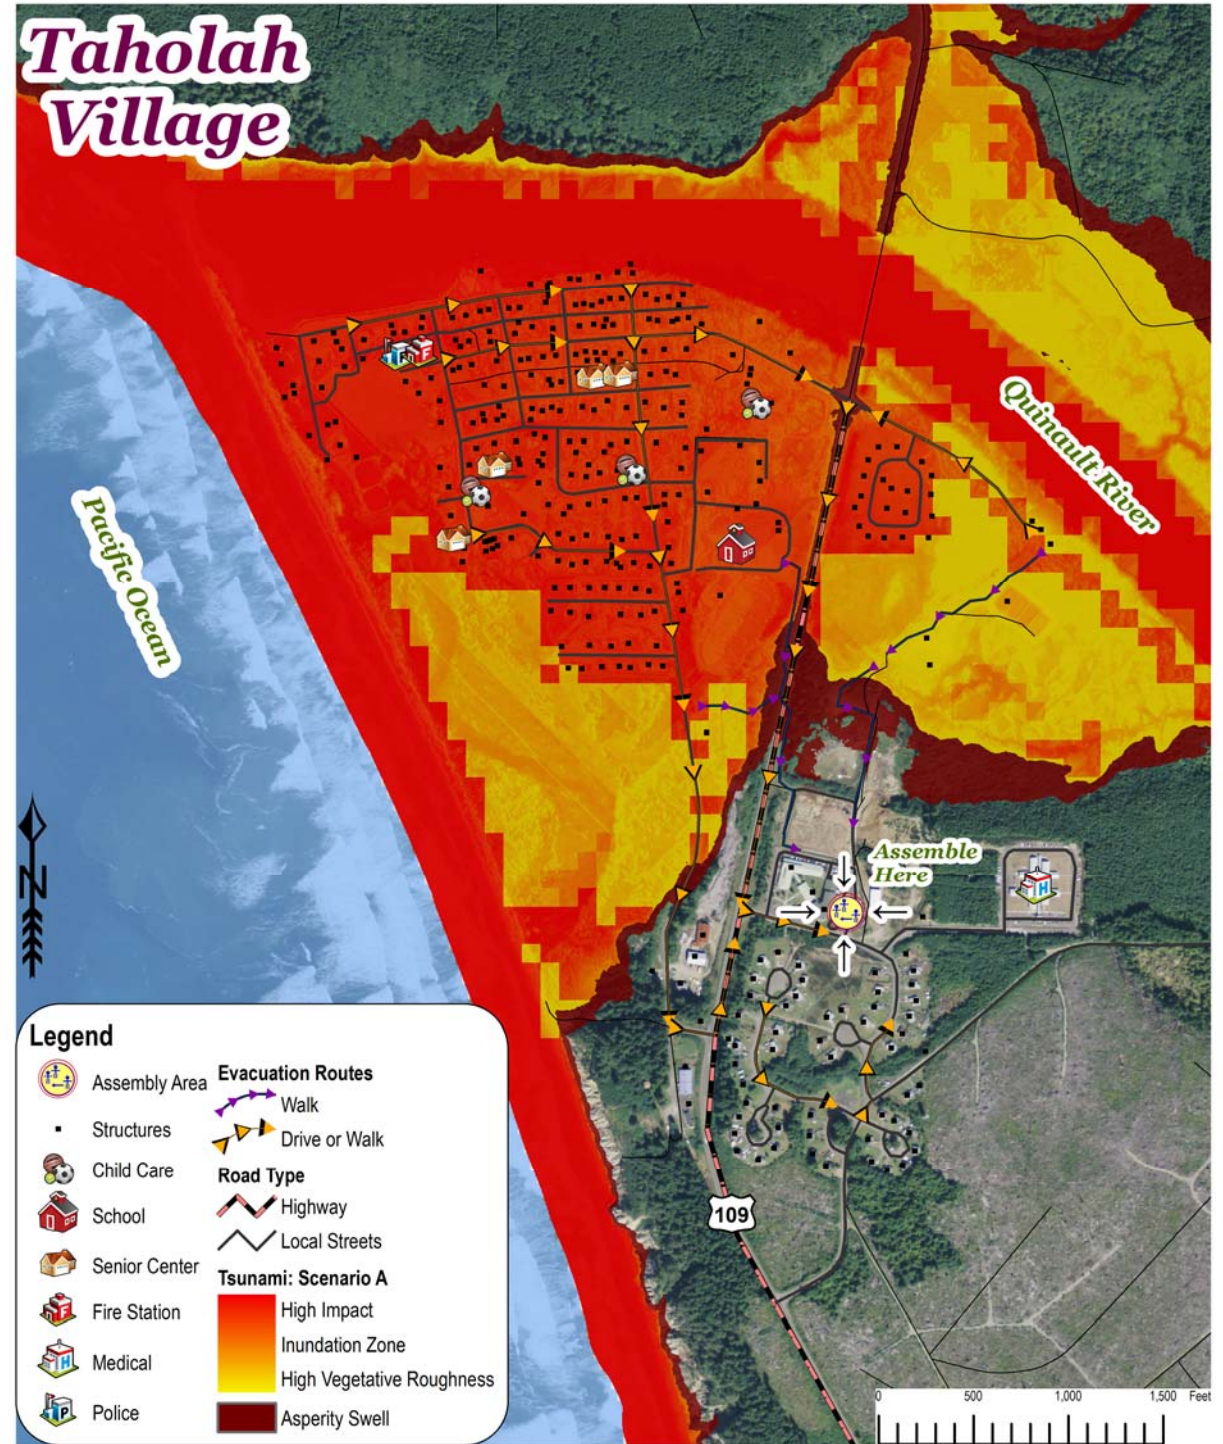 Taholah
Village
Quinault River
Pacific Ocean
Assemble
Here
N
109
Legend
Assembly Area
Structures
Child Care
School
Senior Center
Fire Station
Medical
Police
Evacuation Routes
Walk
Drive or Walk
Road Type
Highway
Local Streets
Tsunami: Scenario A
High Impact
Inundation Zone
High Vegetative Roughness
Asperity Swell
0 500 1,000 1,500 Feet
F
H
F
H
P